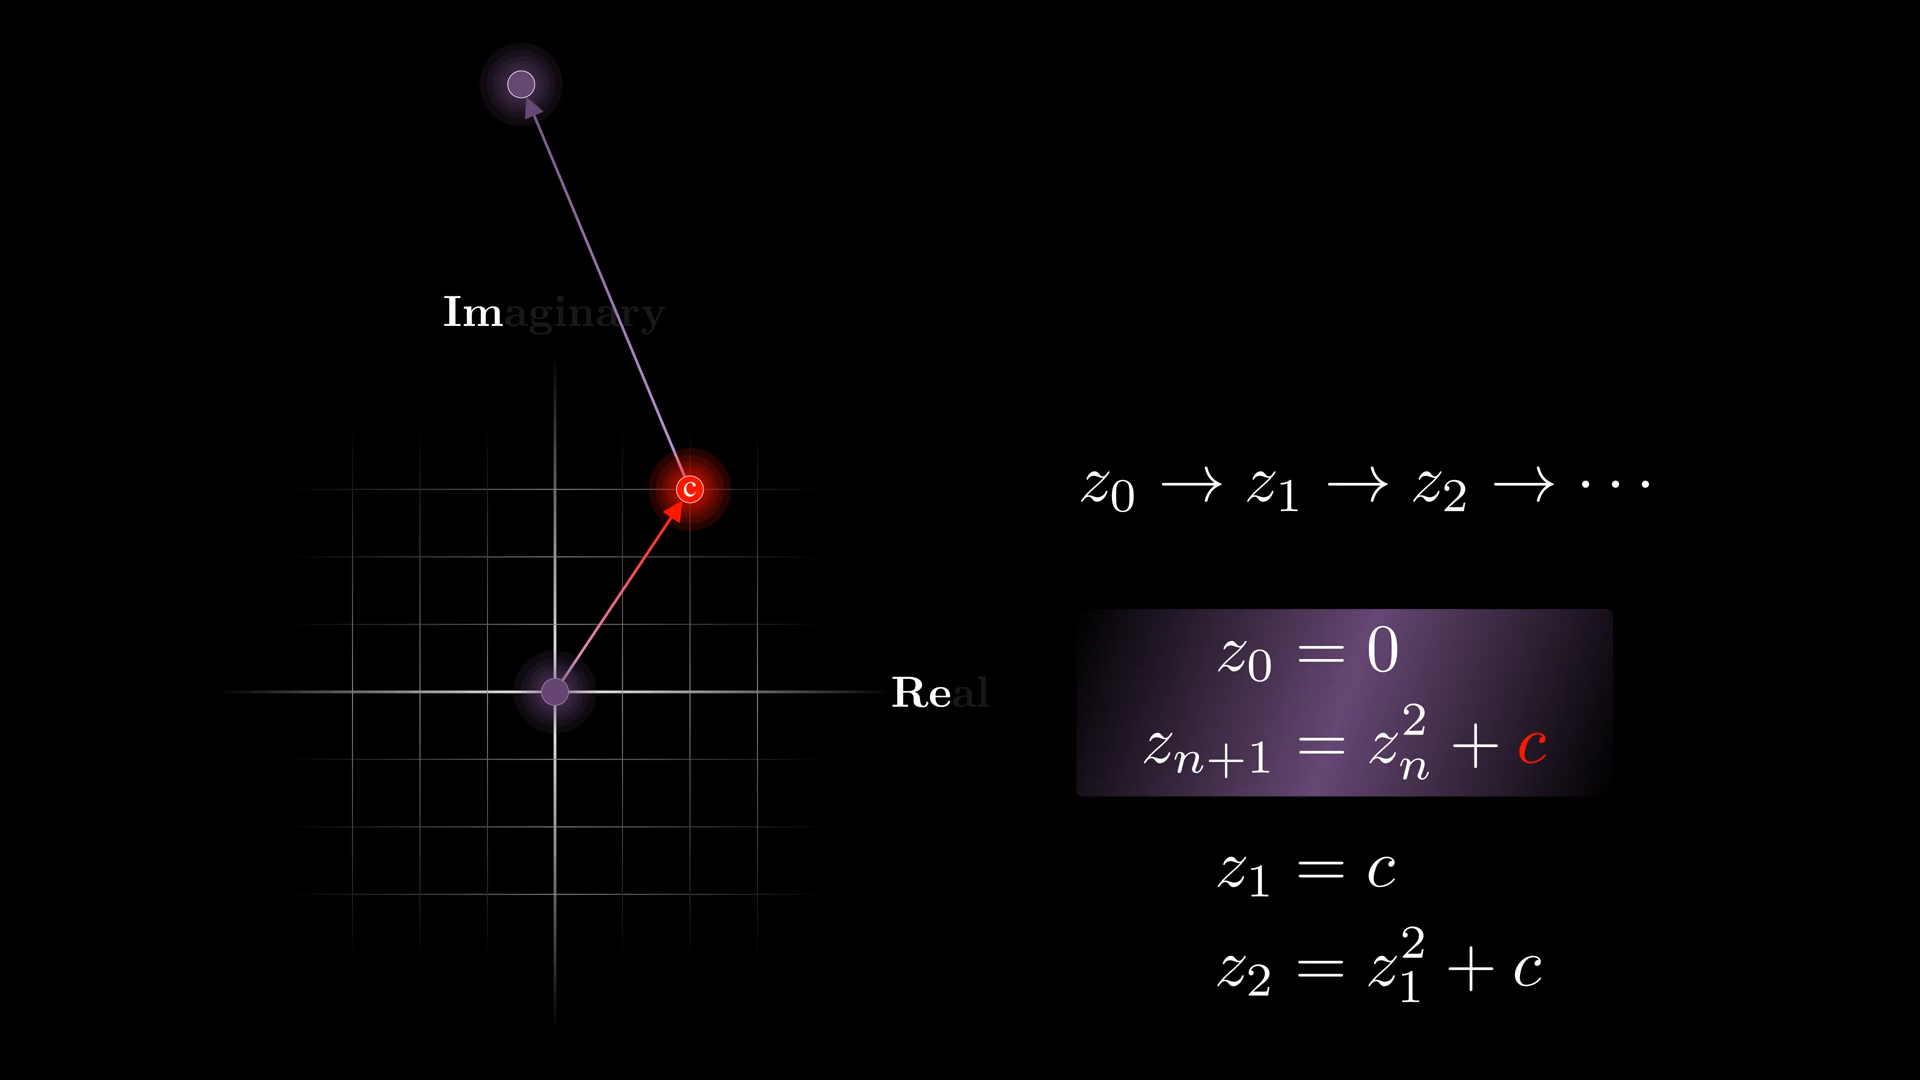 Imaginary
c
Real
z_0 → z_1 → z_2 → ⋯
z_0 = 0
z_{n+1} = z_n^2 + c
z_1 = c
z_2 = z_1^2 + c